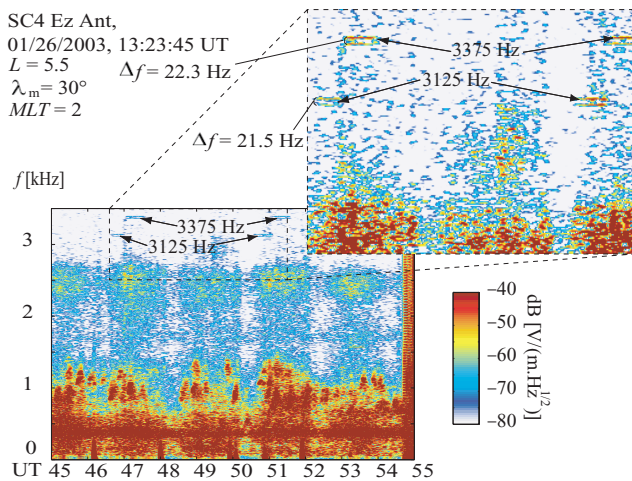 SC4 Ez Ant,
01/26/2003, 13:23:45 UT
L = 5.5
λm = 30°
MLT = 2
Δf = 22.3 Hz
3375 Hz
3125 Hz
Δf = 21.5 Hz
f [kHz]
3375 Hz
3125 Hz
3
2
1
0
UT 45 46 47 48 49 50 51 52 53 54 55
−40
−50
−60
−70
−80
dB [V/(m.Hz^1/2)]